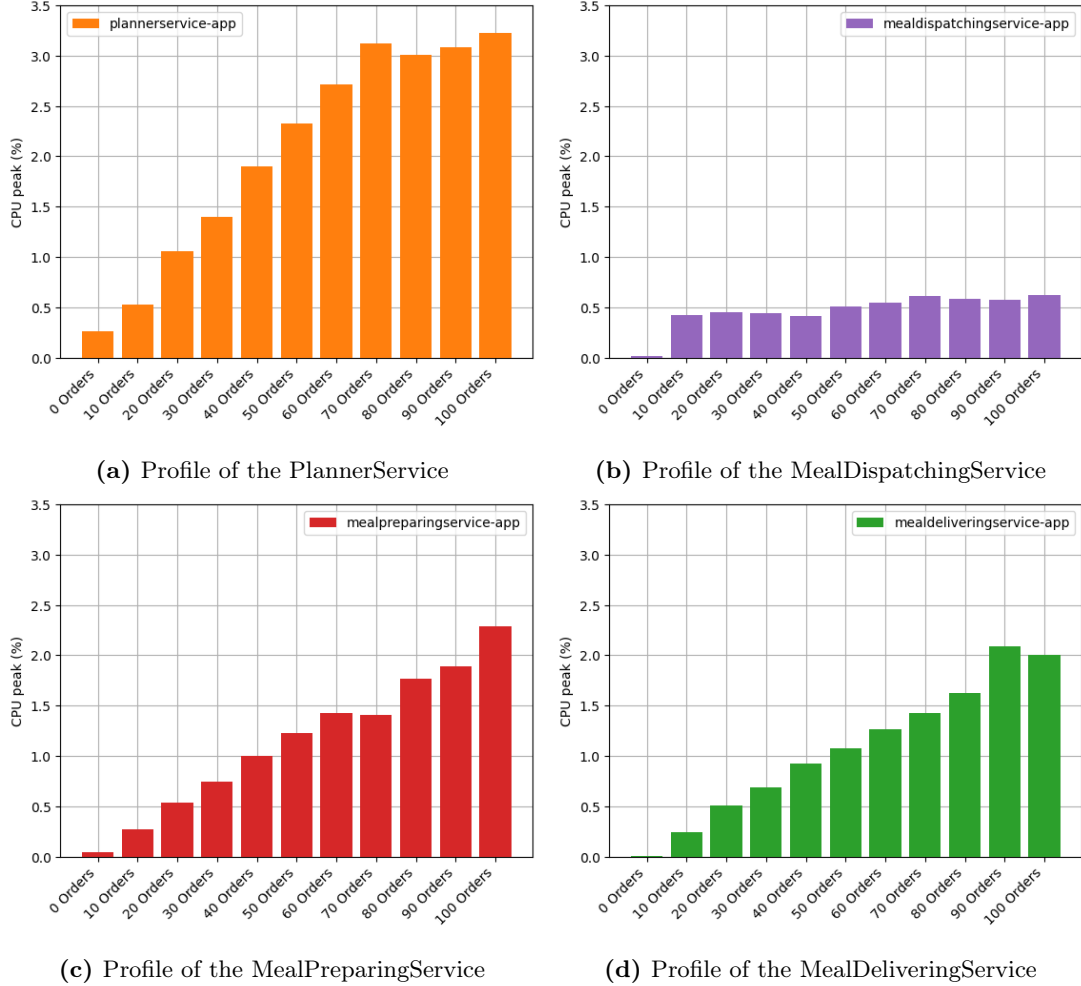 plannerservice-app
CPU peak (%)
3.5
3.0
2.5
2.0
1.5
1.0
0.5
0.0
0 Orders
10 Orders
20 Orders
30 Orders
40 Orders
50 Orders
60 Orders
70 Orders
80 Orders
90 Orders
100 Orders
(a) Profile of the PlannerService
mealdispatchingservice-app
CPU peak (%)
3.5
3.0
2.5
2.0
1.5
1.0
0.5
0.0
0 Orders
10 Orders
20 Orders
30 Orders
40 Orders
50 Orders
60 Orders
70 Orders
80 Orders
90 Orders
100 Orders
(b) Profile of the MealDispatchingService
mealpreparingservice-app
CPU peak (%)
3.5
3.0
2.5
2.0
1.5
1.0
0.5
0.0
0 Orders
10 Orders
20 Orders
30 Orders
40 Orders
50 Orders
60 Orders
70 Orders
80 Orders
90 Orders
100 Orders
(c) Profile of the MealPreparingService
mealdeliveringservice-app
CPU peak (%)
3.5
3.0
2.5
2.0
1.5
1.0
0.5
0.0
0 Orders
10 Orders
20 Orders
30 Orders
40 Orders
50 Orders
60 Orders
70 Orders
80 Orders
90 Orders
100 Orders
(d) Profile of the MealDeliveringService